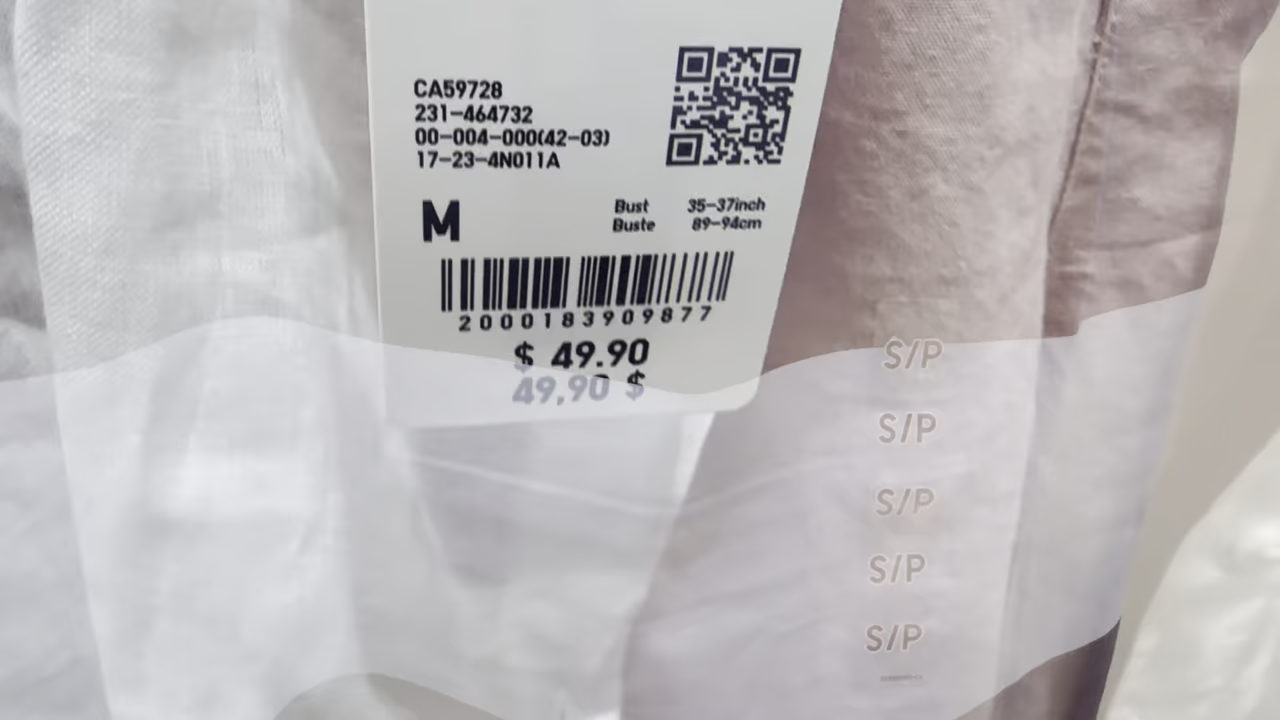 CA59728
231-464732
00-004-000(42-03)
17-23-4N011A
M
Bust 35-37inch
Buste 89-94cm
2000183909877
$ 49.90
49,90 $
S/P
S/P
S/P
S/P
S/P